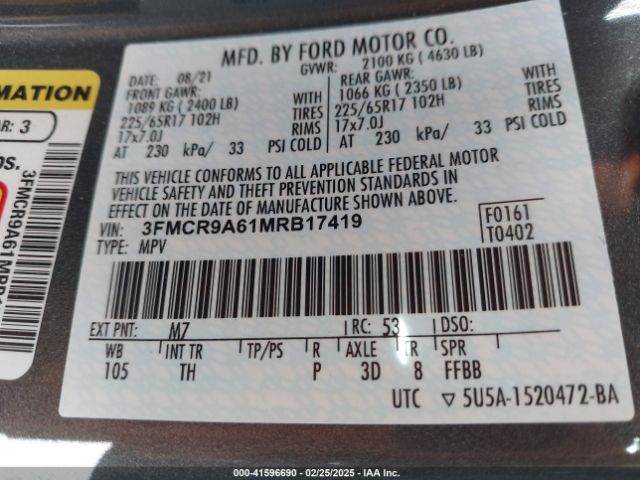 MFD. BY FORD MOTOR CO.
DATE: 08/21 GVWR: 2100 KG ( 4630 LB)
FRONT GAWR: REAR GAWR:
1089 KG ( 2400 LB) WITH 1066 KG ( 2350 LB) WITH
225/65R17 102H TIRES 225/65R17 102H TIRES
17x7.0J RIMS 17x7.0J RIMS
AT 230 kPa/ 33 PSI COLD AT 230 kPa/ 33 PSI COLD
THIS VEHICLE CONFORMS TO ALL APPLICABLE FEDERAL MOTOR
VEHICLE SAFETY AND THEFT PREVENTION STANDARDS IN
EFFECT ON THE DATE OF MANUFACTURE SHOWN ABOVE.
VIN: 3FMCR9A61MRB17419 F0161
TYPE: MPV T0402
EXT PNT: M7 RC: 53 DSO:
WB INT TR TP/PS R AXLE TR SPR
105 TH P 3D 8 FFBB
UTC ▽ 5U5A-1520472-BA
MATION
AR: 3
os.
3FMCR9A61MRB1
0-41596690 / 02/25/2025 - IAA Inc.